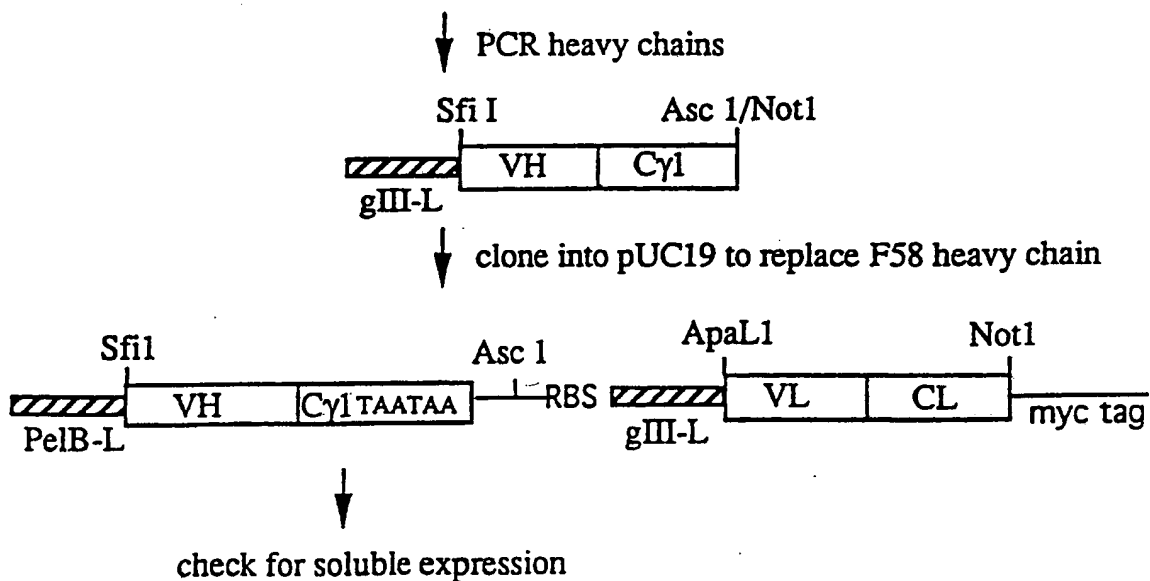 PCR heavy chains
Sfi I
Asc 1/Not1
VH
Cγ1
gIII-L
clone into pUC19 to replace F58 heavy chain
Sfi1
Asc 1
ApaL1
Not1
VH
Cγ1 TAATAA
RBS
VL
CL
myc tag
PelB-L
gIII-L
check for soluble expression